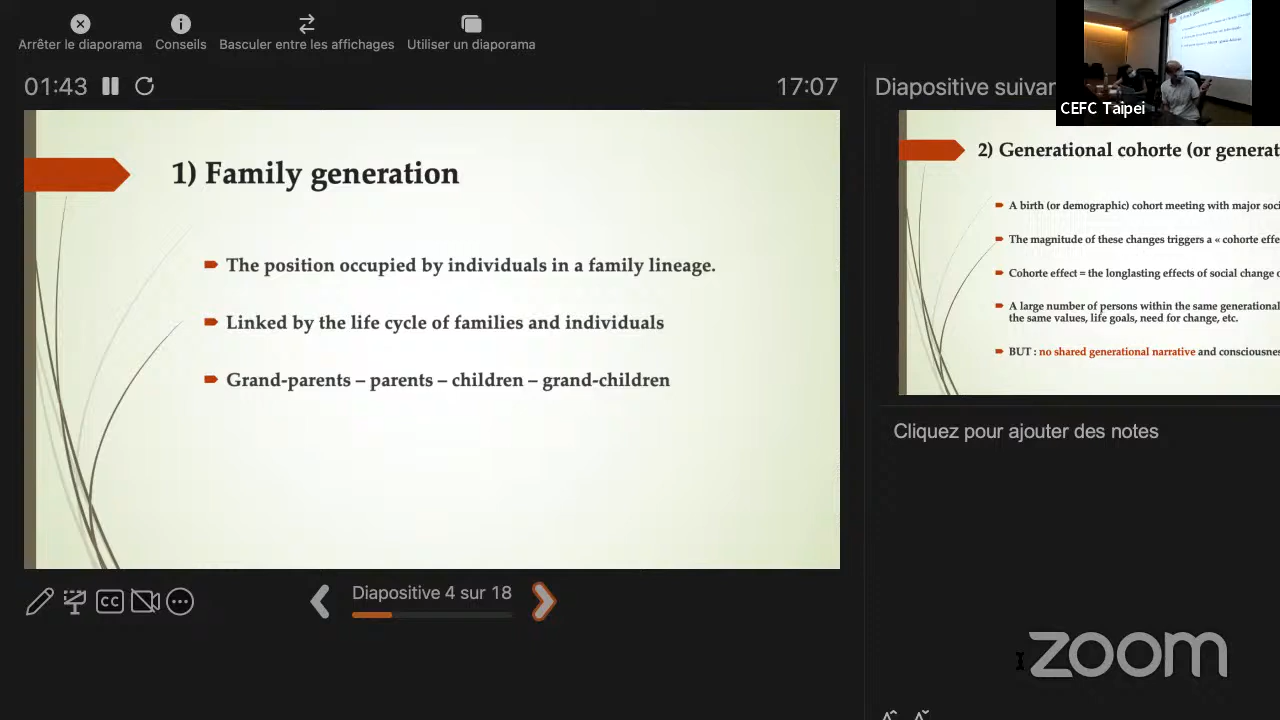 Arrêter le diaporama
Conseils
Basculer entre les affichages
Utiliser un diaporama
CEFC Taipei
01:43
17:07
Diapositive suivan
1) Family generation
The position occupied by individuals in a family lineage.
Linked by the life cycle of families and individuals
Grand-parents – parents – children – grand-children
2) Generational cohorte (or generat
A birth (or demographic) cohort meeting with major soci
The magnitude of these changes triggers a « cohorte effe
Cohorte effect = the longlasting effects of social change o
A large number of persons within the same generational
the same values, life goals, need for change, etc.
BUT : no shared generational narrative and consciousnes
Cliquez pour ajouter des notes
CC
Diapositive 4 sur 18
zoom